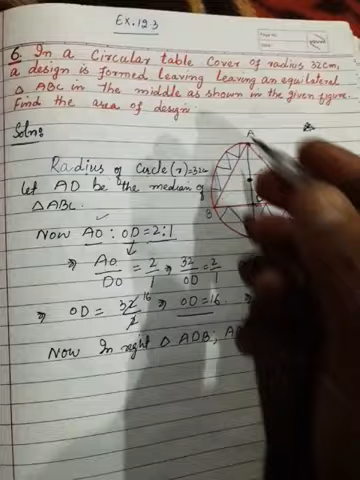 Ex. 12.3
6. In a Circular table Cover of radius 32cm,
a design is formed leaving leaving an equilateral
Δ ABC in the middle as shown in the given figure.
Find the area of design.
Soln:
A
Radius of Circle (r) = 32
let AD be the median of
ΔABC.
B
Now AO : OD = 2 : 1
⇒ AO/DO = 2/1 ⇒ 32/OD = 2/1
⇒ OD = 32/2 16 ⇒ OD = 16
Now In right Δ ADB;